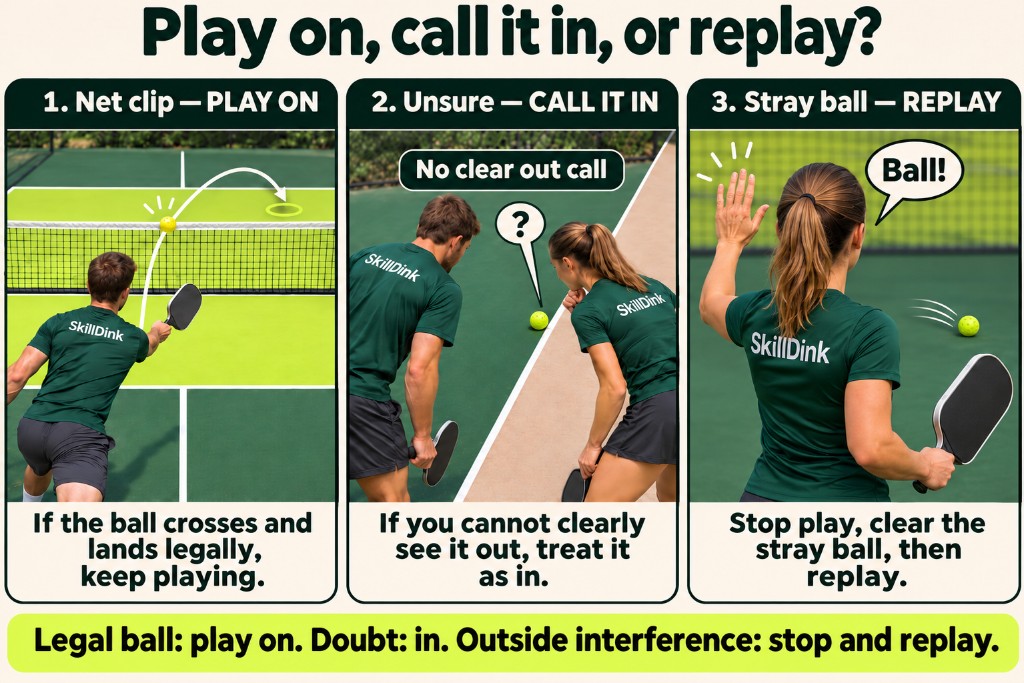 Play on, call it in, or replay?
1. Net clip — PLAY ON
SkillDink
If the ball crosses and
lands legally,
keep playing.
2. Unsure — CALL IT IN
No clear out call
?
SkillDink
SkillDink
If you cannot clearly
see it out, treat it
as in.
3. Stray ball — REPLAY
Ball!
SkillDink
Stop play, clear the
stray ball, then
replay.
Legal ball: play on. Doubt: in. Outside interference: stop and replay.